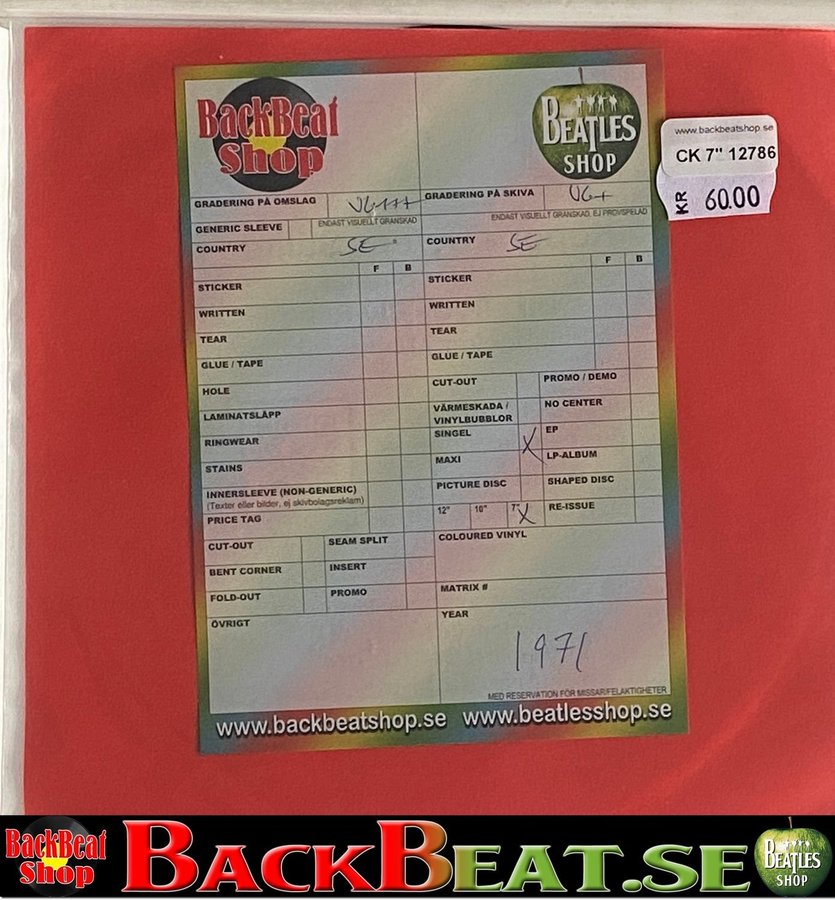 BackBeat
Shop
BEATLES
SHOP
www.backbeatshop.se
CK 7" 12786
KR 60.00
GRADERING PÅ OMSLAG VG+++
ENDAST VISUELLT GRANSKAD
GENERIC SLEEVE
COUNTRY SE
F B
STICKER
WRITTEN
TEAR
GLUE / TAPE
HOLE
LAMINATSLÄPP
RINGWEAR
STAINS
INNERSLEEVE (NON-GENERIC)
(Texter eller bilder, ej skivbolagsreklam)
PRICE TAG
CUT-OUT SEAM SPLIT
BENT CORNER INSERT
FOLD-OUT PROMO
ÖVRIGT
GRADERING PÅ SKIVA VG+
ENDAST VISUELLT GRANSKAD, EJ PROVSPELAD
COUNTRY SE
F B
STICKER
WRITTEN
TEAR
GLUE / TAPE
CUT-OUT PROMO / DEMO
VÄRMESKADA / NO CENTER
VINYLBUBBLOR
SINGEL X EP
MAXI LP-ALBUM
PICTURE DISC SHAPED DISC
12" 10" 7" X RE-ISSUE
COLOURED VINYL
MATRIX #
YEAR
1971
MED RESERVATION FÖR MISSAR/FELAKTIGHETER
www.backbeatshop.se www.beatlesshop.se
BackBeat
Shop
BACKBEAT.SE
BEATLES
SHOP